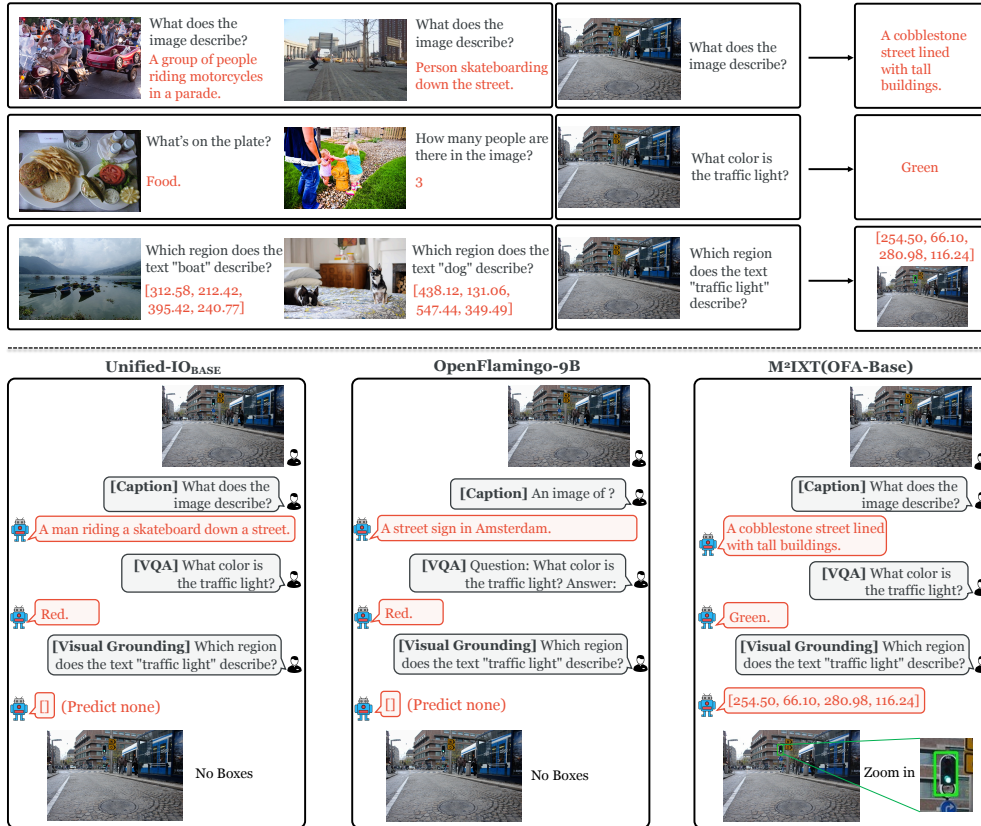 What does the
image describe?
A group of people
riding motorcycles
in a parade.
What does the
image describe?
Person skateboarding
down the street.
What does the
image describe?
A cobblestone
street lined
with tall
buildings.
What's on the plate?
Food.
How many people are
there in the image?
3
What color is
the traffic light?
Green
Which region does the
text "boat" describe?
[312.58, 212.42,
395.42, 240.77]
Which region does the
text "dog" describe?
[438.12, 131.06,
547.44, 349.49]
Which region
does the text
"traffic light"
describe?
[254.50, 66.10,
280.98, 116.24]
Unified-IOBASE
[Caption] What does the
image describe?
A man riding a skateboard down a street.
[VQA] What color is
the traffic light?
Red.
[Visual Grounding] Which region
does the text "traffic light" describe?
[] (Predict none)
No Boxes
OpenFlamingo-9B
[Caption] An image of ?
A street sign in Amsterdam.
[VQA] Question: What color is
the traffic light? Answer:
Red.
[Visual Grounding] Which region
does the text "traffic light" describe?
[] (Predict none)
No Boxes
M²IXT(OFA-Base)
[Caption] What does the
image describe?
A cobblestone street lined
with tall buildings.
[VQA] What color is
the traffic light?
Green.
[Visual Grounding] Which region
does the text "traffic light" describe?
[254.50, 66.10, 280.98, 116.24]
Zoom in